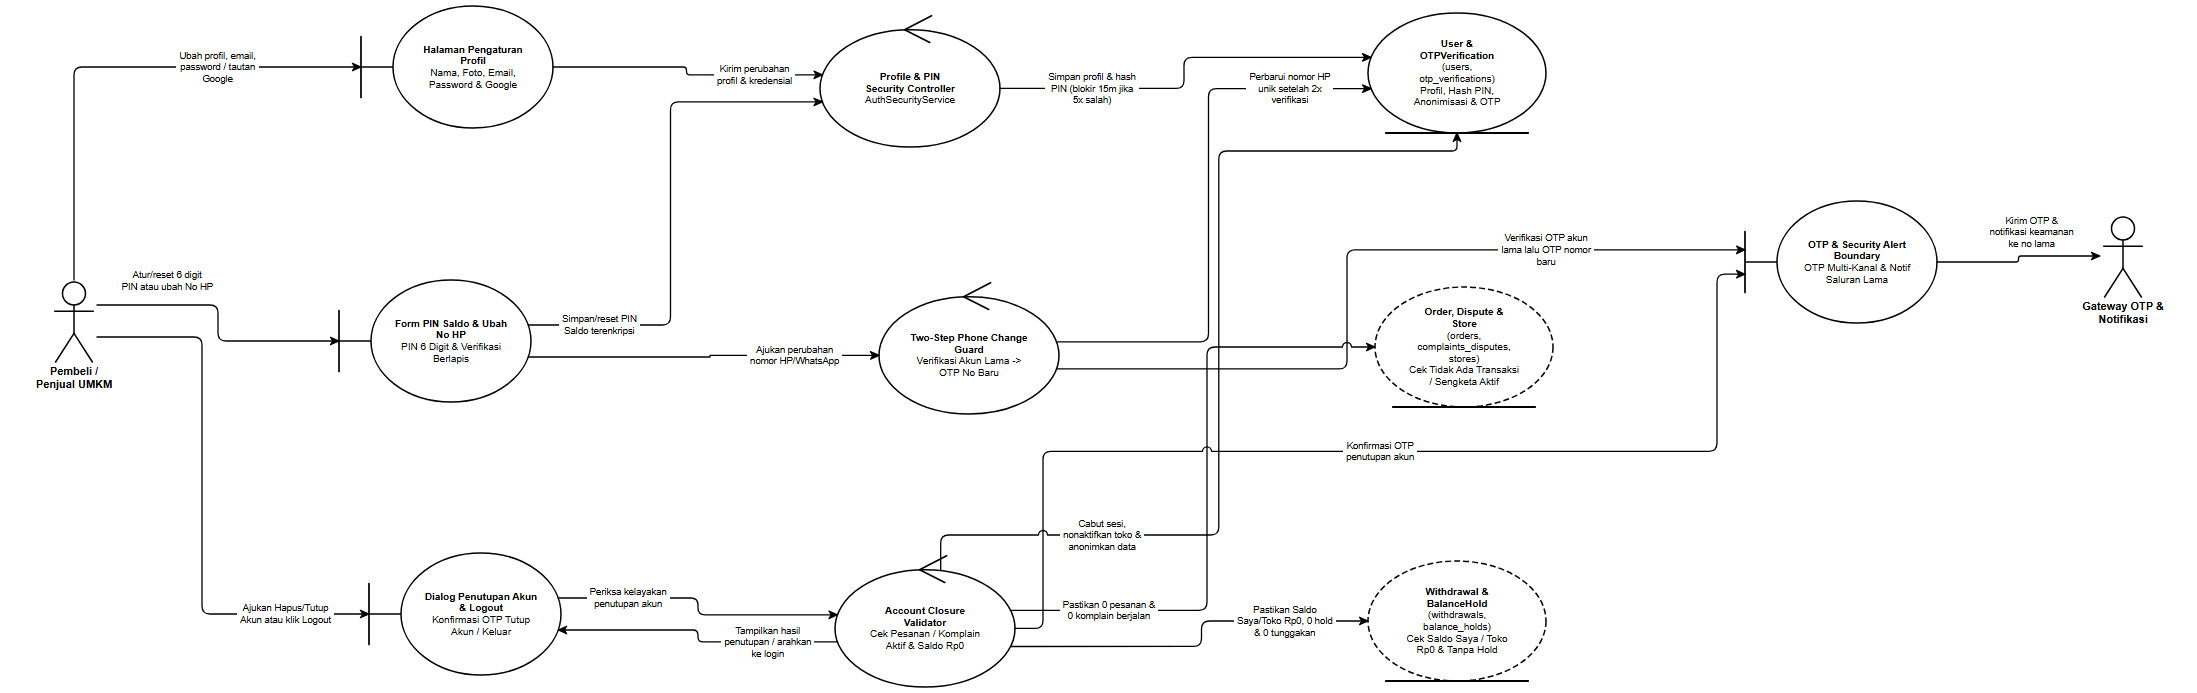 Ubah profil, email,
password / tautan
Google
Halaman Pengaturan
Profil
Nama, Foto, Email,
Password & Google
Kirim perubahan
profil & kredensial
Profile & PIN
Security Controller
AuthSecurityService
Simpan profil & hash
PIN (blokir 15m jika
5x salah)
Perbarui nomor HP
unik setelah 2x
verifikasi
User &
OTPVerification
(users,
otp_verifications)
Profil, Hash PIN,
Anonimisasi & OTP
Atur/reset 6 digit
PIN atau ubah No HP
Pembeli /
Penjual UMKM
Form PIN Saldo & Ubah
No HP
PIN 6 Digit & Verifikasi
Berlapis
Simpan/reset PIN
Saldo terenkripsi
Ajukan perubahan
nomor HP/WhatsApp
Two-Step Phone Change
Guard
Verifikasi Akun Lama ->
OTP No Baru
Verifikasi OTP akun
lama lalu OTP nomor
baru
Order, Dispute &
Store
(orders,
complaints_disputes,
stores)
Cek Tidak Ada Transaksi
/ Sengketa Aktif
OTP & Security Alert
Boundary
OTP Multi-Kanal & Notif
Saluran Lama
Kirim OTP &
notifikasi keamanan
ke no lama
Gateway OTP &
Notifikasi
Konfirmasi OTP
penutupan akun
Cabut sesi,
nonaktifkan toko &
anonimkan data
Ajukan Hapus/Tutup
Akun atau klik Logout
Dialog Penutupan Akun
& Logout
Konfirmasi OTP Tutup
Akun / Keluar
Periksa kelayakan
penutupan akun
Tampilkan hasil
penutupan / arahkan
ke login
Account Closure
Validator
Cek Pesanan / Komplain
Aktif & Saldo Rp0
Pastikan 0 pesanan &
0 komplain berjalan
Pastikan Saldo
Saya/Toko Rp0, 0 hold
& 0 tunggakan
Withdrawal &
BalanceHold
(withdrawals,
balance_holds)
Cek Saldo Saya / Toko
Rp0 & Tanpa Hold